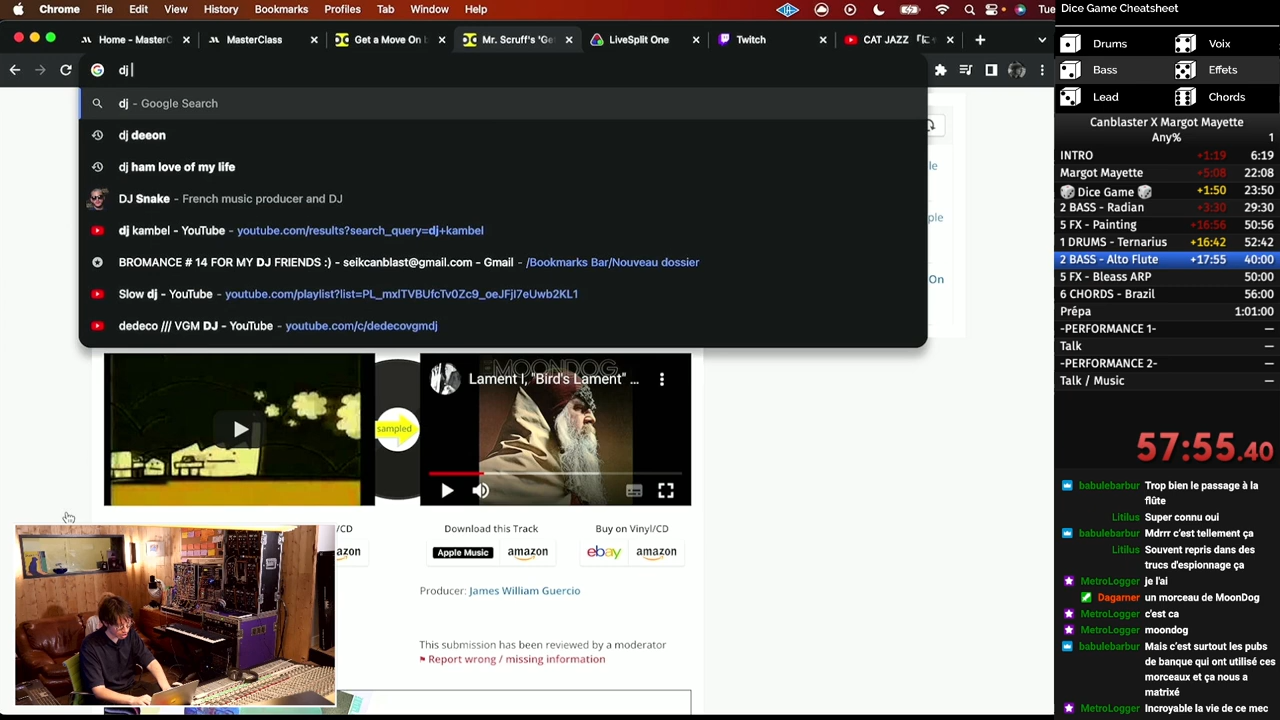 Chrome File Edit View History Bookmarks Profiles Tab Window Help Tue
Home - MasterC MasterClass Get a Move On b Mr. Scruff's 'Ge LiveSplit One Twitch CAT JAZZ
dj
dj - Google Search
dj deeon
dj ham love of my life
DJ Snake - French music producer and DJ
dj kambel - YouTube - youtube.com/results?search_query=dj+kambel
BROMANCE # 14 FOR MY DJ FRIENDS :) - seikcanblast@gmail.com - Gmail - /Bookmarks Bar/Nouveau dossier
Slow dj - YouTube - youtube.com/playlist?list=PL_mxITVBUfcTv0Zc9_oeJFjI7eUwb2KL1
dedeco /// VGM DJ - YouTube - youtube.com/c/dedecovgmdj
le
ple
On
MOONDOG
Lament I, "Bird's Lament" ...
sampled
/CD
Download this Track
Buy on Vinyl/CD
azon
Apple Music
amazon
ebay
amazon
Producer: James William Guercio
This submission has been reviewed by a moderator
Report wrong / missing information
Dice Game Cheatsheet
Drums Voix
Bass Effets
Lead Chords
Canblaster X Margot Mayette
Any% 1
INTRO +1:19 6:19
Margot Mayette +5:08 22:08
Dice Game +1:50 23:50
2 BASS - Radian +3:30 29:30
5 FX - Painting +16:56 50:56
1 DRUMS - Ternarius +16:42 52:42
2 BASS - Alto Flute +17:55 40:00
5 FX - Bleass ARP 50:00
6 CHORDS - Brazil 56:00
Prépa 1:01:00
-PERFORMANCE 1- —
Talk —
-PERFORMANCE 2- —
Talk / Music —
57:55.40
babulebarbur Trop bien le passage à la
flûte
Litilus Super connu oui
babulebarbur Mdrrr c'est tellement ça
Litilus Souvent repris dans des
trucs d'espionnage ça
MetroLogger je l'ai
Dagarner un morceau de MoonDog
MetroLogger c'est ca
MetroLogger moondog
babulebarbur Mais c'est surtout les pubs
de banque qui ont utilisé ces
morceaux et ça nous a
matrixé
MetroLogger Incroyable la vie de ce mec